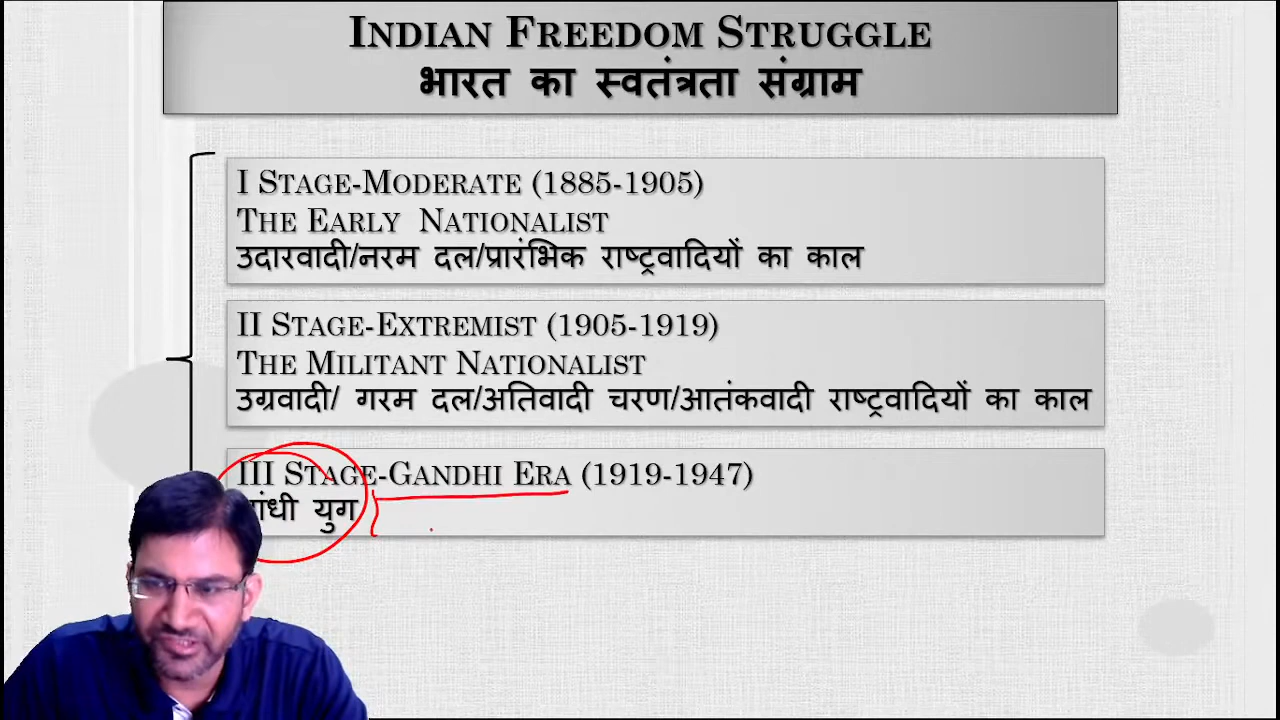 INDIAN FREEDOM STRUGGLE
भारत का स्वतंत्रता संग्राम
I STAGE-MODERATE (1885-1905)
THE EARLY NATIONALIST
उदारवादी/नरम दल/प्रारंभिक राष्ट्रवादियों का काल
II STAGE-EXTREMIST (1905-1919)
THE MILITANT NATIONALIST
उग्रवादी/ गरम दल/अतिवादी चरण/आतंकवादी राष्ट्रवादियों का काल
III STAGE-GANDHI ERA (1919-1947)
गांधी युग